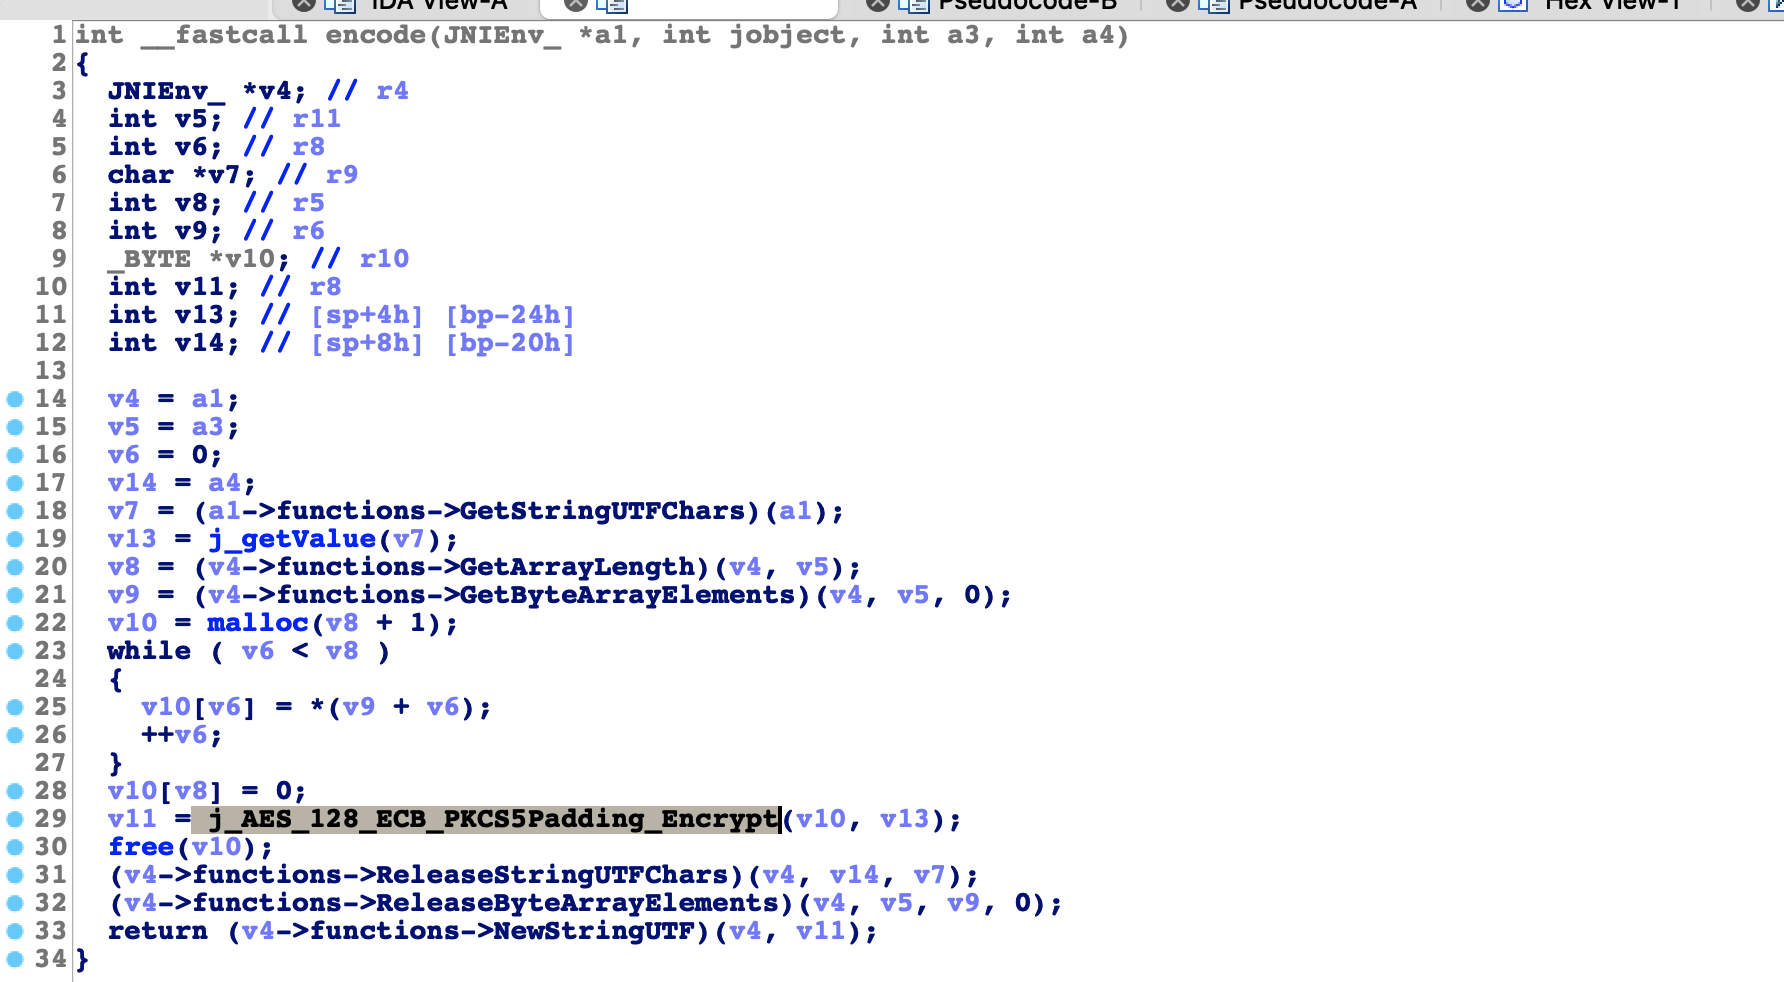 IDA View-A Pseudocode-B Pseudocode-A Hex View-1
1 int __fastcall encode(JNIEnv_ *a1, int jobject, int a3, int a4)
2 {
3 JNIEnv_ *v4; // r4
4 int v5; // r11
5 int v6; // r8
6 char *v7; // r9
7 int v8; // r5
8 int v9; // r6
9 _BYTE *v10; // r10
10 int v11; // r8
11 int v13; // [sp+4h] [bp-24h]
12 int v14; // [sp+8h] [bp-20h]
13
14 v4 = a1;
15 v5 = a3;
16 v6 = 0;
17 v14 = a4;
18 v7 = (a1->functions->GetStringUTFChars)(a1);
19 v13 = j_getValue(v7);
20 v8 = (v4->functions->GetArrayLength)(v4, v5);
21 v9 = (v4->functions->GetByteArrayElements)(v4, v5, 0);
22 v10 = malloc(v8 + 1);
23 while ( v6 < v8 )
24 {
25 v10[v6] = *(v9 + v6);
26 ++v6;
27 }
28 v10[v8] = 0;
29 v11 = j_AES_128_ECB_PKCS5Padding_Encrypt(v10, v13);
30 free(v10);
31 (v4->functions->ReleaseStringUTFChars)(v4, v14, v7);
32 (v4->functions->ReleaseByteArrayElements)(v4, v5, v9, 0);
33 return (v4->functions->NewStringUTF)(v4, v11);
34 }